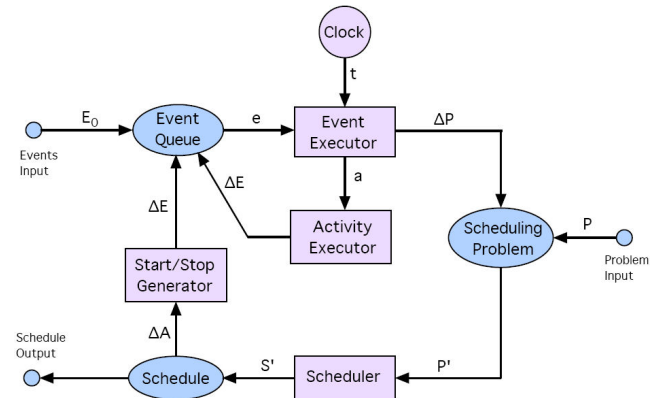 Clock
t
E₀
Event
Queue
e
Event
Executor
ΔP
Events
Input
a
ΔE
ΔE
Activity
Executor
Scheduling
Problem
P
Problem
Input
Start/Stop
Generator
Schedule
Output
ΔA
Schedule
S'
Scheduler
P'